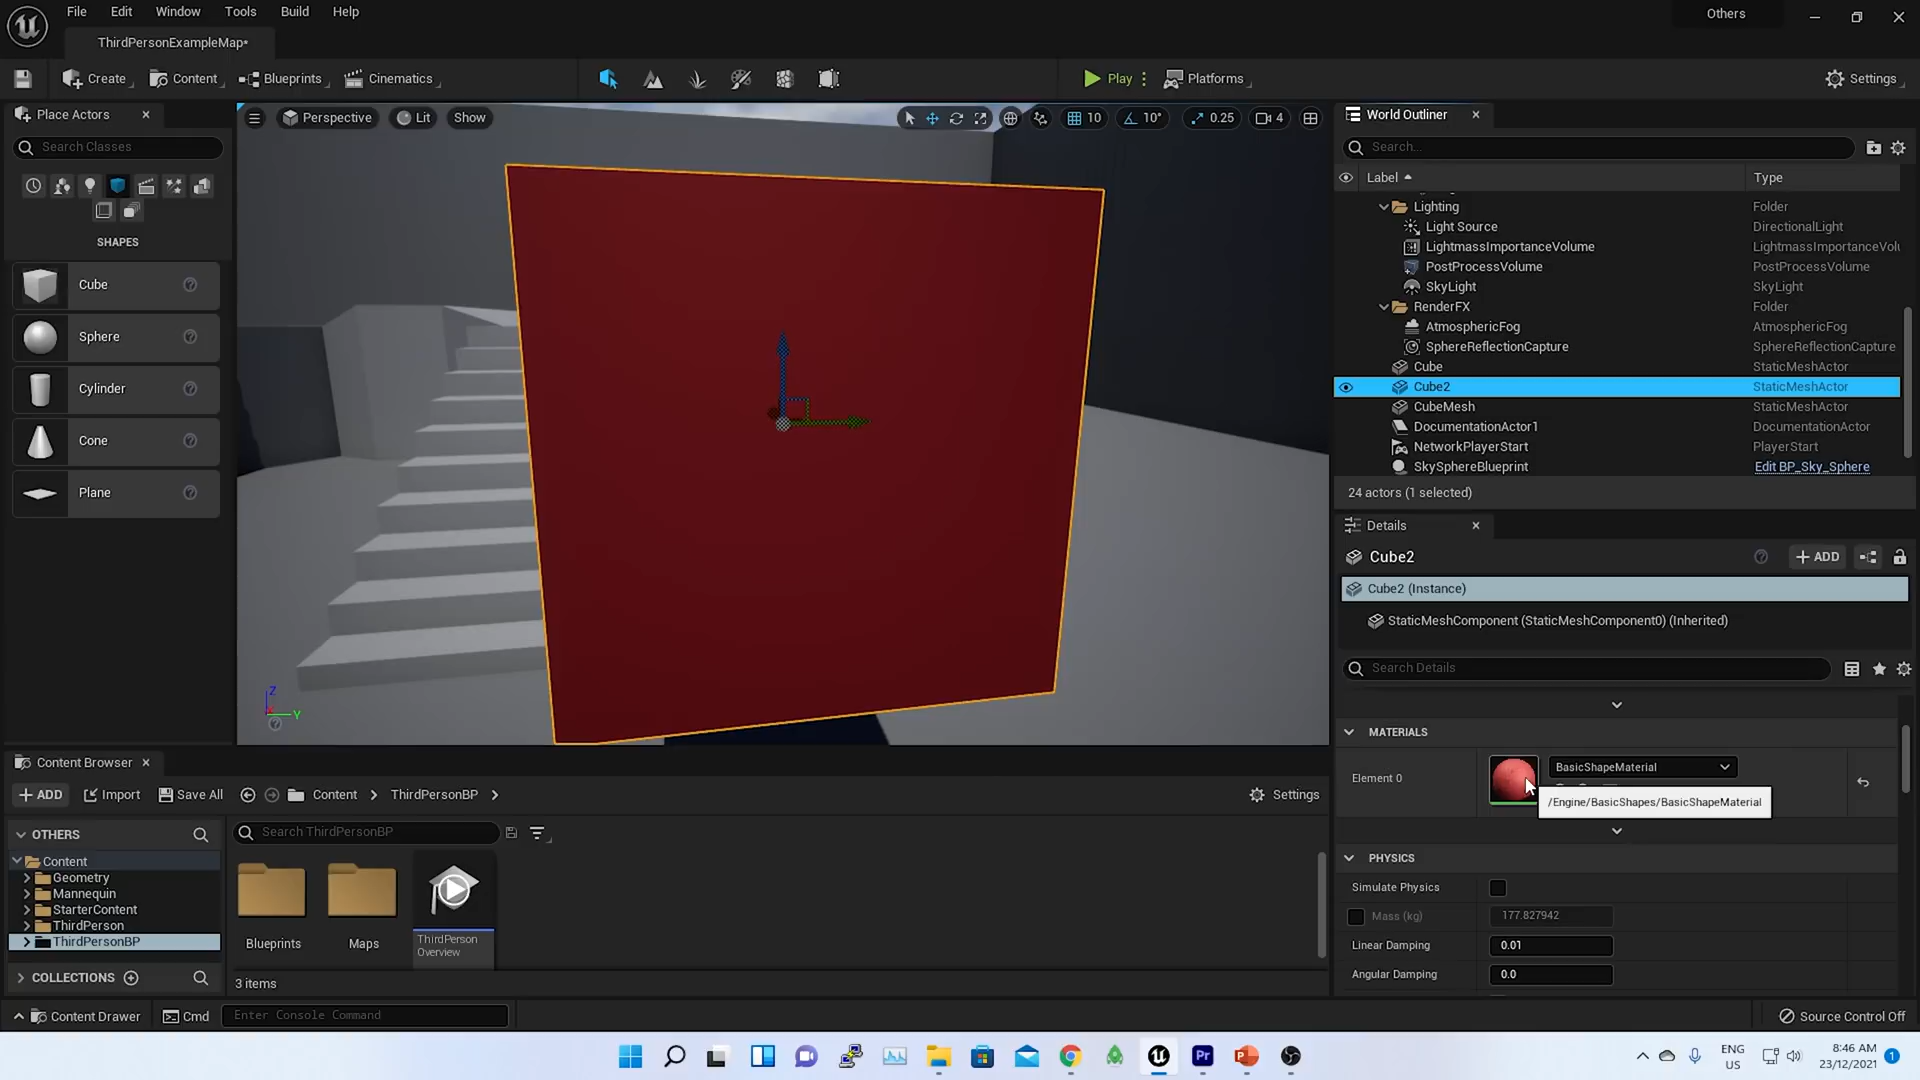 File Edit Window Tools Build Help
Others
ThirdPersonExampleMap*
Create Content Blueprints Cinematics Play Platforms Settings
Place Actors
Search Classes
SHAPES
Cube
Sphere
Cylinder
Cone
Plane
Perspective Lit Show
10 10° 0.25 4
Z
Y
World Outliner
Search...
Label Type
Lighting Folder
Light Source DirectionalLight
LightmassImportanceVolume LightmassImportanceVolu
PostProcessVolume PostProcessVolume
SkyLight SkyLight
RenderFX Folder
AtmosphericFog AtmosphericFog
SphereReflectionCapture SphereReflectionCapture
Cube StaticMeshActor
Cube2 StaticMeshActor
CubeMesh StaticMeshActor
DocumentationActor1 DocumentationActor
NetworkPlayerStart PlayerStart
SkySphereBlueprint Edit BP_Sky_Sphere
24 actors (1 selected)
Details
Cube2
ADD
Cube2 (Instance)
StaticMeshComponent (StaticMeshComponent0) (Inherited)
Search Details
MATERIALS
Element 0
BasicShapeMaterial
/Engine/BasicShapes/BasicShapeMaterial
PHYSICS
Simulate Physics
Mass (kg) 177.827942
Linear Damping 0.01
Angular Damping 0.0
Content Browser
ADD Import Save All Content ThirdPersonBP Settings
OTHERS
Content
Geometry
Mannequin
StarterContent
ThirdPerson
ThirdPersonBP
COLLECTIONS
Search ThirdPersonBP
Blueprints
Maps
ThirdPerson
Overview
3 items
Content Drawer Cmd Enter Console Command Source Control Off
Pr
P
ENG
US
8:46 AM
23/12/2021
1